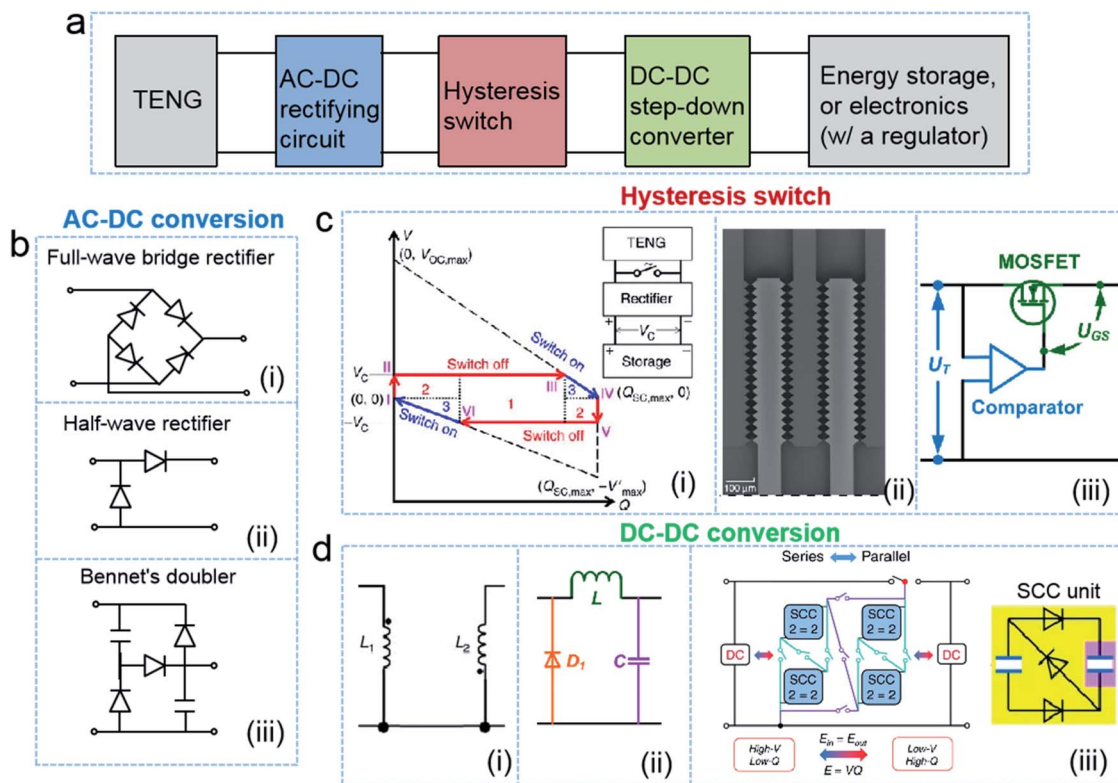 a
TENG
AC-DC
rectifying
circuit
Hysteresis
switch
DC-DC
step-down
converter
Energy storage,
or electronics
(w/ a regulator)
AC-DC conversion
b
Full-wave bridge rectifier
(i)
Half-wave rectifier
(ii)
Bennet's doubler
(iii)
Hysteresis switch
c
V
(0, V_OC,max)
TENG
~
Rectifier
+ V_C −
+ −
Storage
Switch on
II
Switch off
V_C
III
3
IV
(Q_SC,max, 0)
2
(0, 0)
I
3
VI
1
2
V
−V_C
Switch on
Switch off
(Q_SC,max, −V'_max)
Q
(i)
100 µm
(ii)
MOSFET
U_GS
U_T
Comparator
(iii)
DC-DC conversion
d
L_1
L_2
(i)
L
D_1
C
(ii)
Series Parallel
SCC
2 = 2
SCC
2 = 2
DC
DC
SCC
2 = 2
SCC
2 = 2
High-V
Low-Q
E_in = E_out
E = VQ
Low-V
High-Q
SCC unit
(iii)